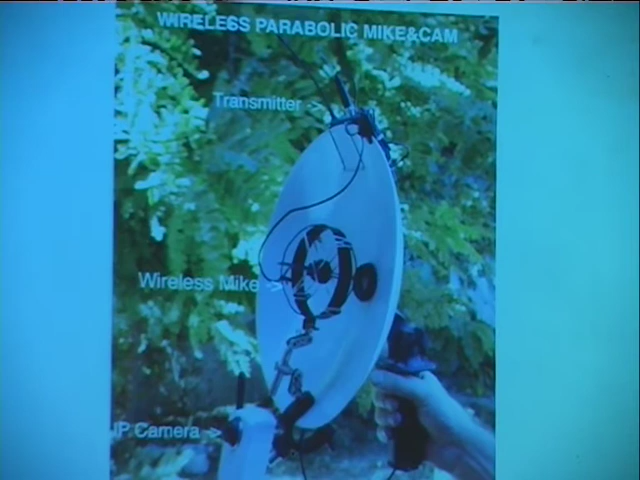 WIRELESS PARABOLIC MIKE&CAM
Transmitter ->
Wireless Mike ->
IP Camera ->